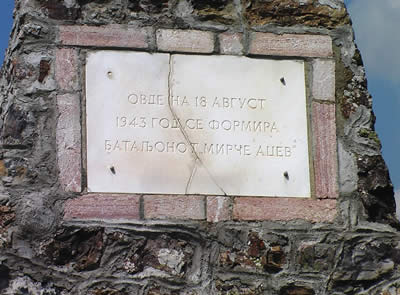 ОВДЕ НА 18 АВГУСТ
1943 ГОД СЕ ФОРМИРА
БАТАЉОНОТ „МИРЧЕ АЦЕВ"